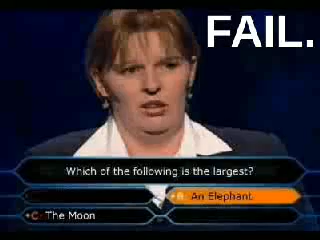 FAIL.
Which of the following is the largest?
B: An Elephant
C: The Moon